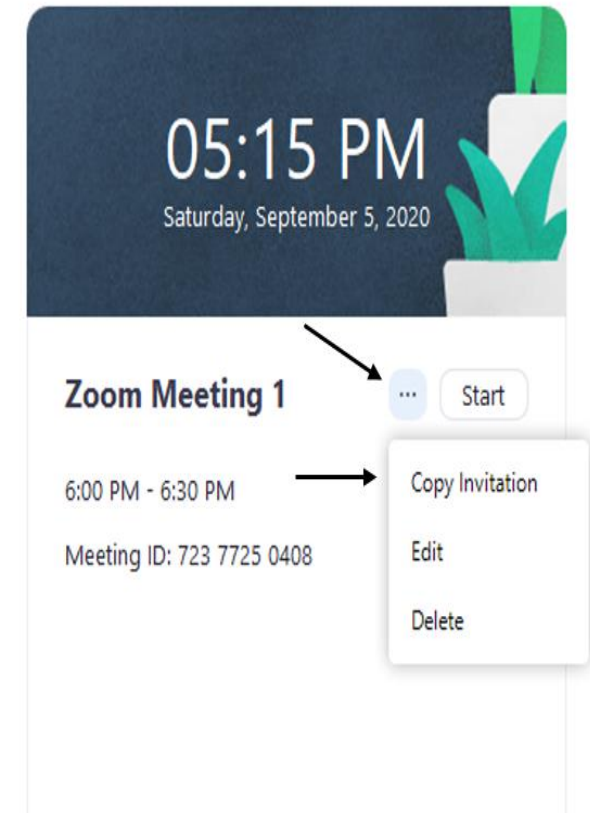 05:15 PM
Saturday, September 5, 2020
Zoom Meeting 1
... Start
6:00 PM - 6:30 PM
Meeting ID: 723 7725 0408
Copy Invitation
Edit
Delete